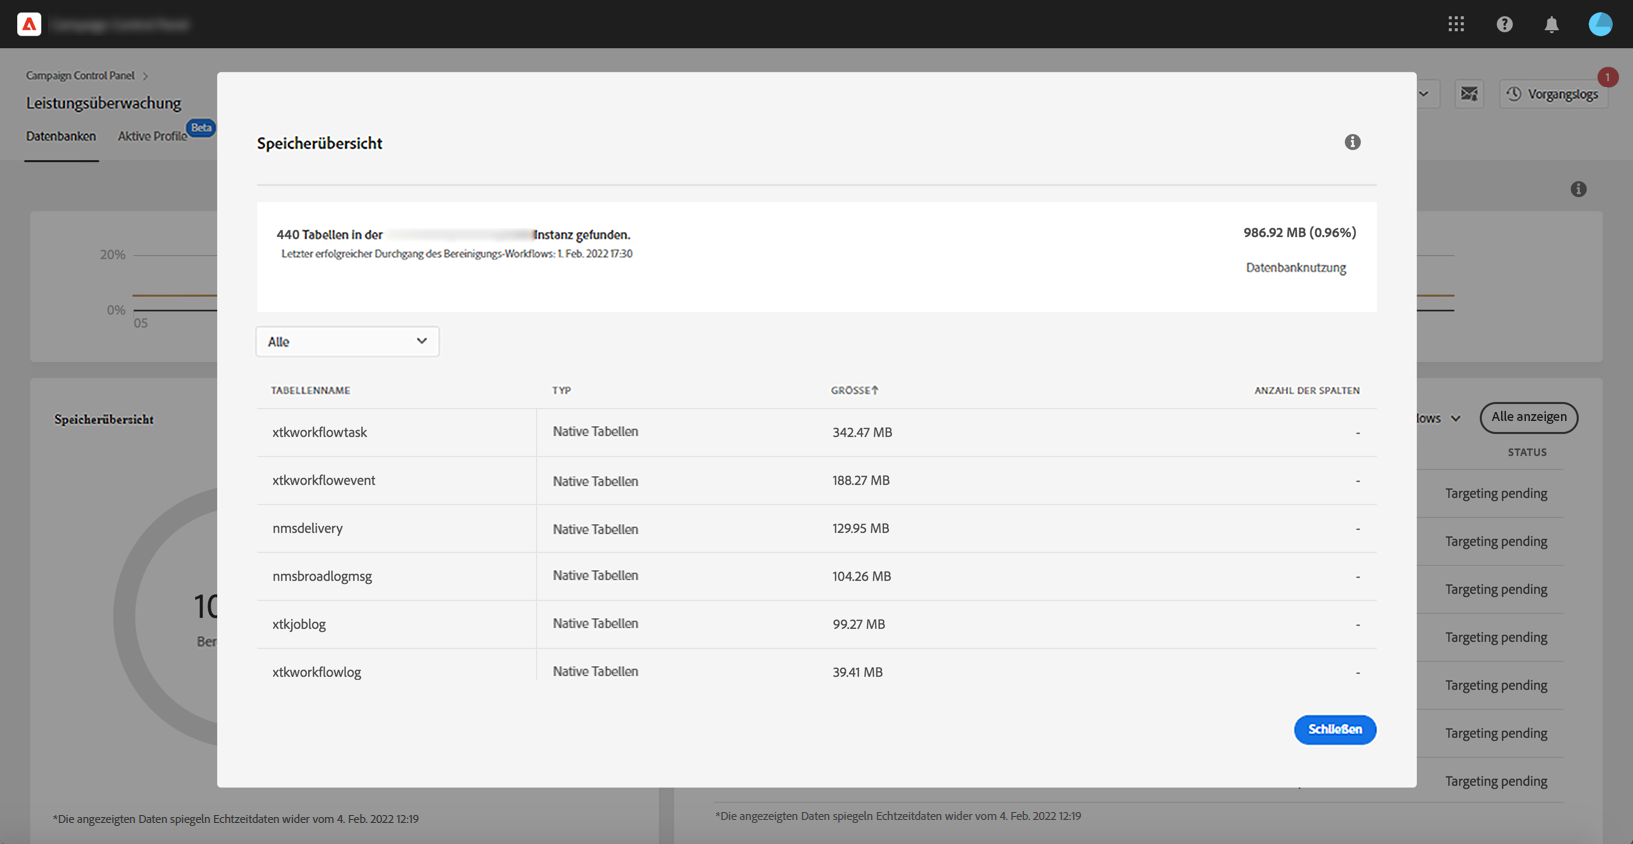 Campaign Control Panel
Leistungsüberwachung
Datenbanken
Aktive Profile
Beta
1
Vorgangslogs
Speicherübersicht
440 Tabellen in der
Instanz gefunden.
Letzter erfolgreicher Durchgang des Bereinigungs-Workflows: 1. Feb. 2022 17:30
986.92 MB (0.96%)
Datenbanknutzung
20%
0%
05
Alle
TABELLENNAME TYP GRÖSSE↑ ANZAHL DER SPALTEN
xtkworkflowtask Native Tabellen 342.47 MB -
xtkworkflowevent Native Tabellen 188.27 MB -
nmsdelivery Native Tabellen 129.95 MB -
nmsbroadlogmsg Native Tabellen 104.26 MB -
xtkjoblog Native Tabellen 99.27 MB -
xtkworkflowlog Native Tabellen 39.41 MB -
Schließen
Speicherübersicht
Alle anzeigen
STATUS
Targeting pending
Targeting pending
Targeting pending
Targeting pending
Targeting pending
Targeting pending
Targeting pending
*Die angezeigten Daten spiegeln Echtzeitdaten wider vom 4. Feb. 2022 12:19
*Die angezeigten Daten spiegeln Echtzeitdaten wider vom 4. Feb. 2022 12:19